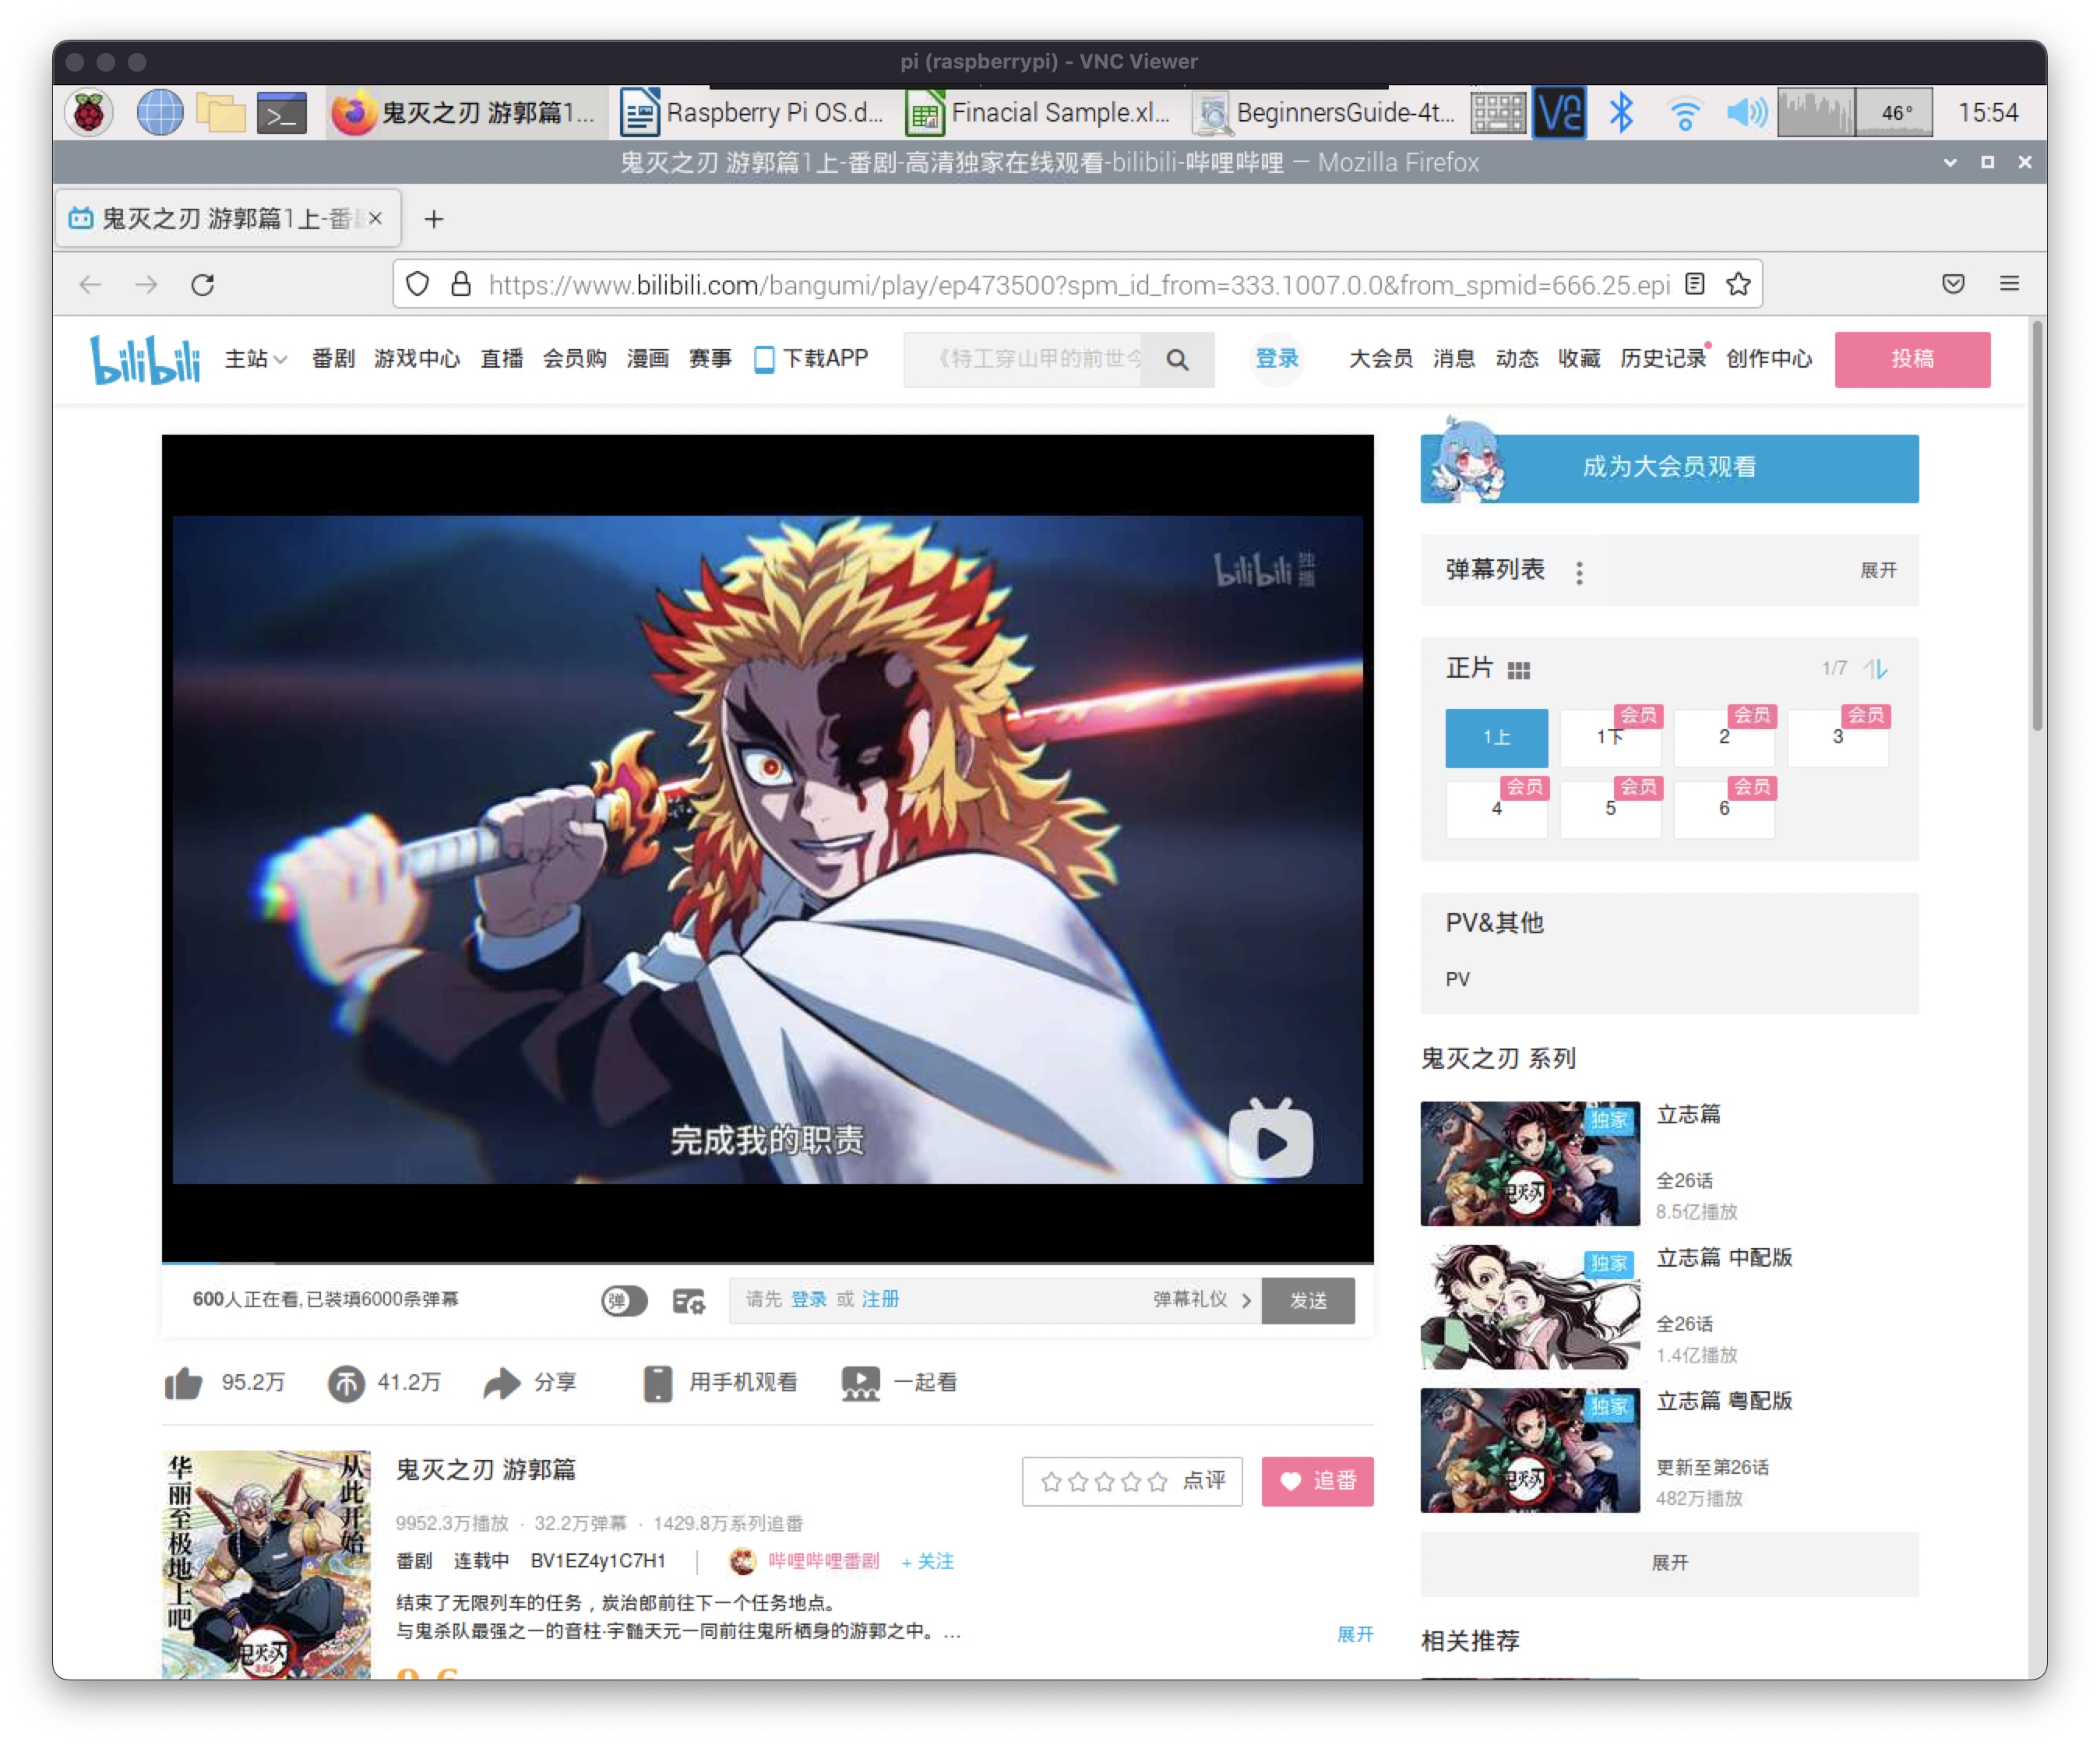 pi (raspberrypi) - VNC Viewer
鬼灭之刃 游郭篇1... Raspberry Pi OS.d... Finacial Sample.xl... BeginnersGuide-4t... 46° 15:54
鬼灭之刃 游郭篇1上-番剧-高清独家在线观看-bilibili-哔哩哔哩 — Mozilla Firefox
鬼灭之刃 游郭篇1上-番
https://www.bilibili.com/bangumi/play/ep473500?spm_id_from=333.1007.0.0&from_spmid=666.25.epi
bilibili 主站 番剧 游戏中心 直播 会员购 漫画 赛事 下载APP 《特工穿山甲的前世今 登录 大会员 消息 动态 收藏 历史记录 创作中心 投稿
bilibili 独播
完成我的职责
600人正在看,已装填6000条弹幕 弹 请先 登录 或 注册 弹幕礼仪 发送
95.2万 41.2万 分享 用手机观看 一起看
华丽至极地上吧
从此开始
鬼灭之刃
鬼灭之刃 游郭篇
点评 追番
9952.3万播放 · 32.2万弹幕 · 1429.8万系列追番
番剧 连载中 BV1EZ4y1C7H1 哔哩哔哩番剧 + 关注
结束了无限列车的任务，炭治郎前往下一个任务地点。
与鬼杀队最强之一的音柱·宇髄天元一同前往鬼所栖身的游郭之中。...
展开
成为大会员观看
弹幕列表 展开
正片 1/7
1上 1下 会员 2 会员 3 会员
4 会员 5 会员 6 会员
PV&其他
PV
鬼灭之刃 系列
独家 鬼灭之刃
立志篇
全26话
8.5亿播放
独家
立志篇 中配版
全26话
1.4亿播放
独家 鬼灭之刃
立志篇 粤配版
更新至第26话
482万播放
展开
相关推荐